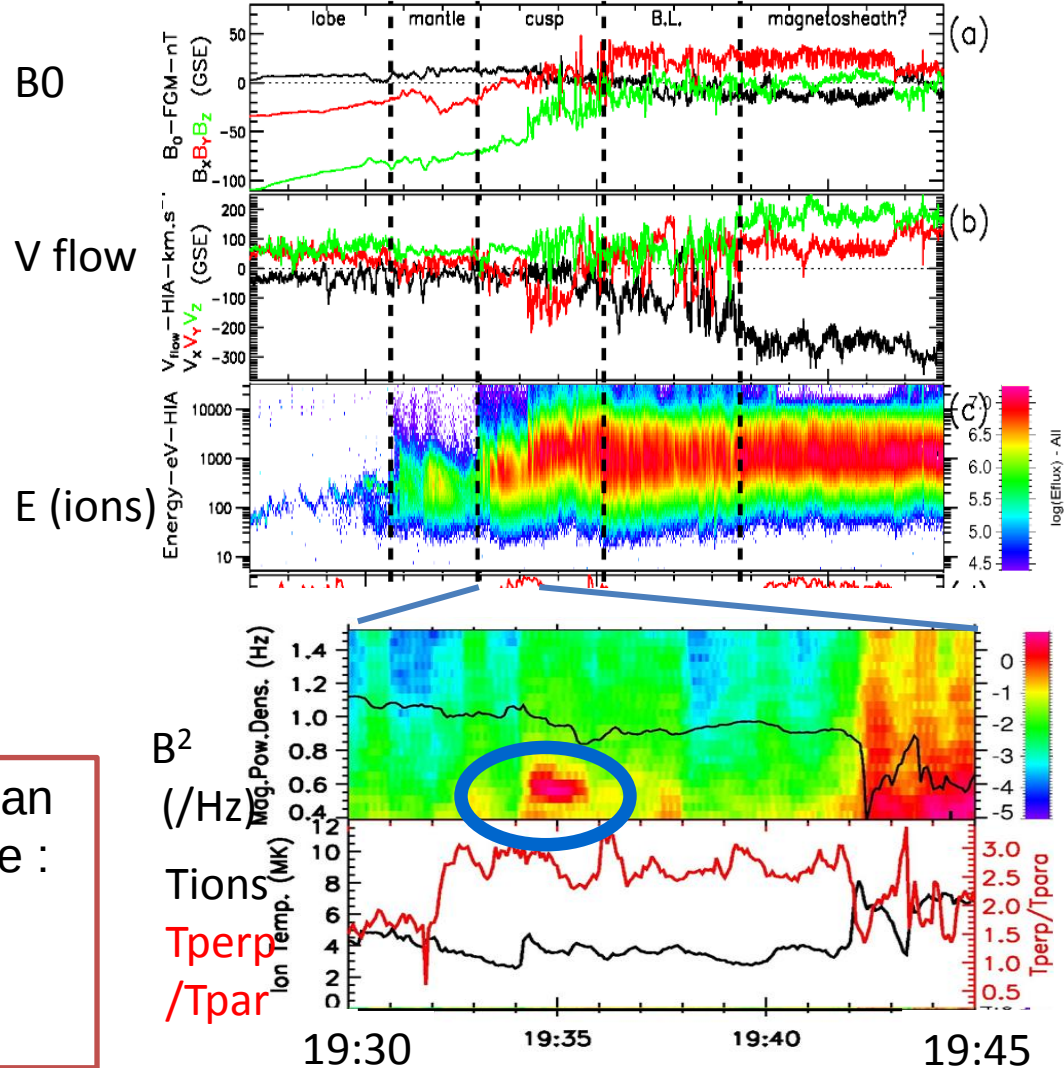 lobe mantle cusp B.L. magnetosheath?
(a)
B0
B₀–FGM–nT
BₓBᵧB_Z (GSE)
50
0
-50
-100
(b)
V flow
V_flow–HIA–km.s⁻
VₓVᵧV_Z (GSE)
200
100
0
-100
-200
-300
(c)
E (ions)
Energy–eV–HIA
10000
1000
100
10
7.0
6.5
6.0
5.5
5.0
4.5
log(Eflux) - All
B²
(/Hz)
Mag.Pow.Dens. (Hz)
1.4
1.2
1.0
0.8
0.6
0.4
0
-1
-2
-3
-4
-5
an
e :
Tions
Tperp
/Tpar
Ion Temp. (MK)
12
10
8
6
4
2
0
3.0
2.5
2.0
1.5
1.0
0.5
Tperp/Tpara
19:30 19:35 19:40 19:45